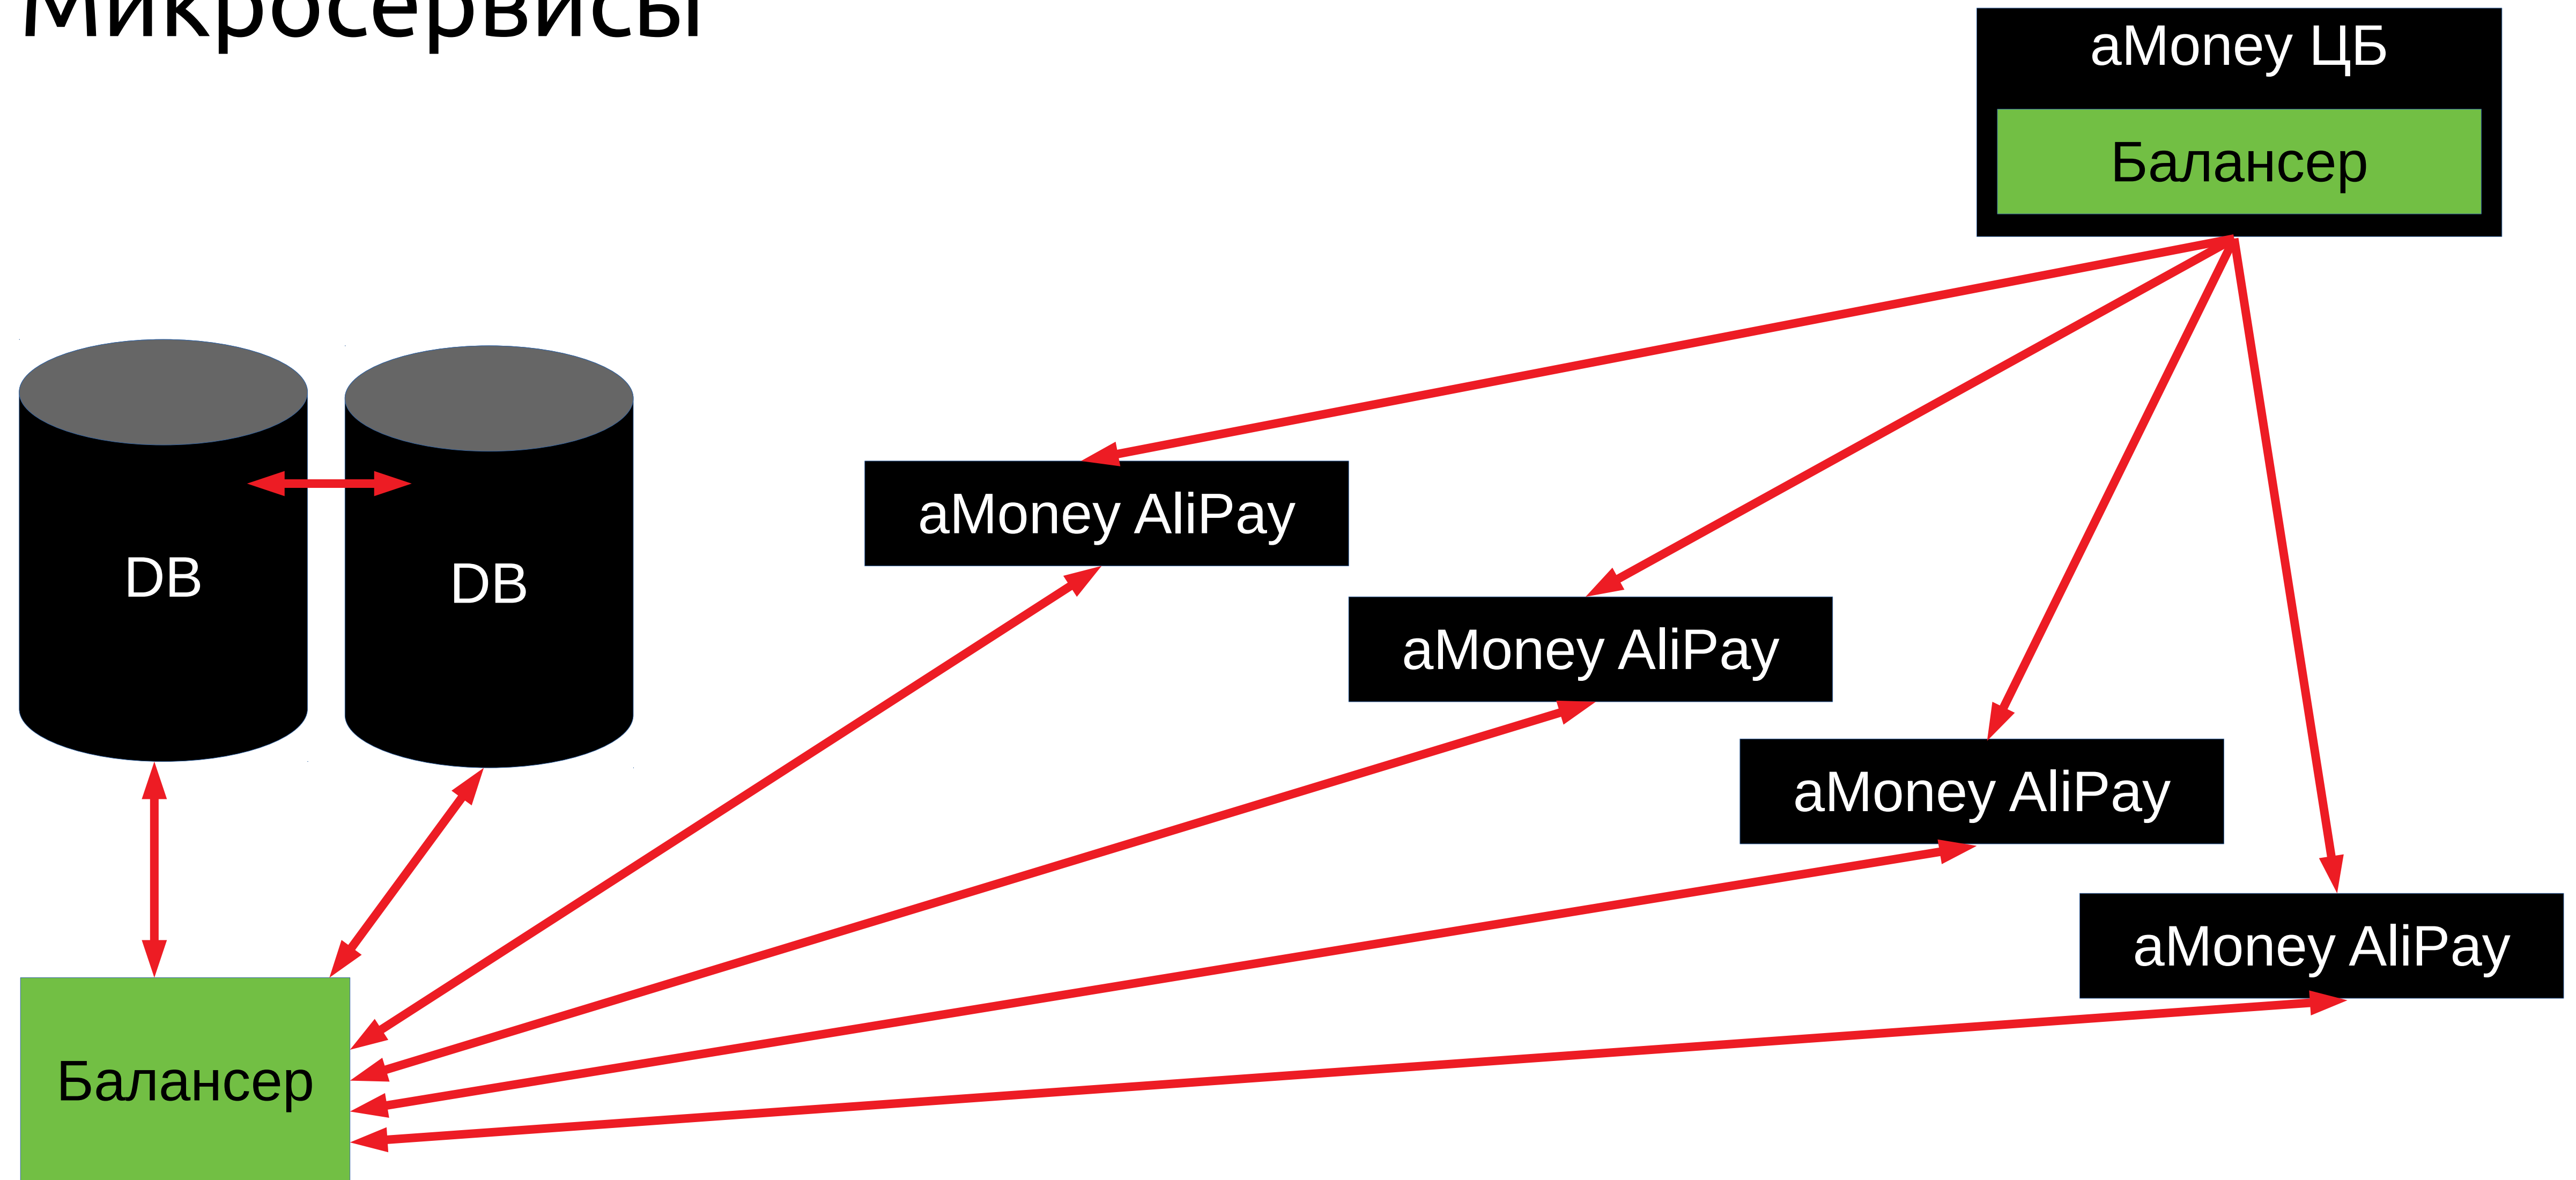 Микросервисы
aMoney ЦБ
Балансер
DB
DB
aMoney AliPay
aMoney AliPay
aMoney AliPay
aMoney AliPay
Балансер